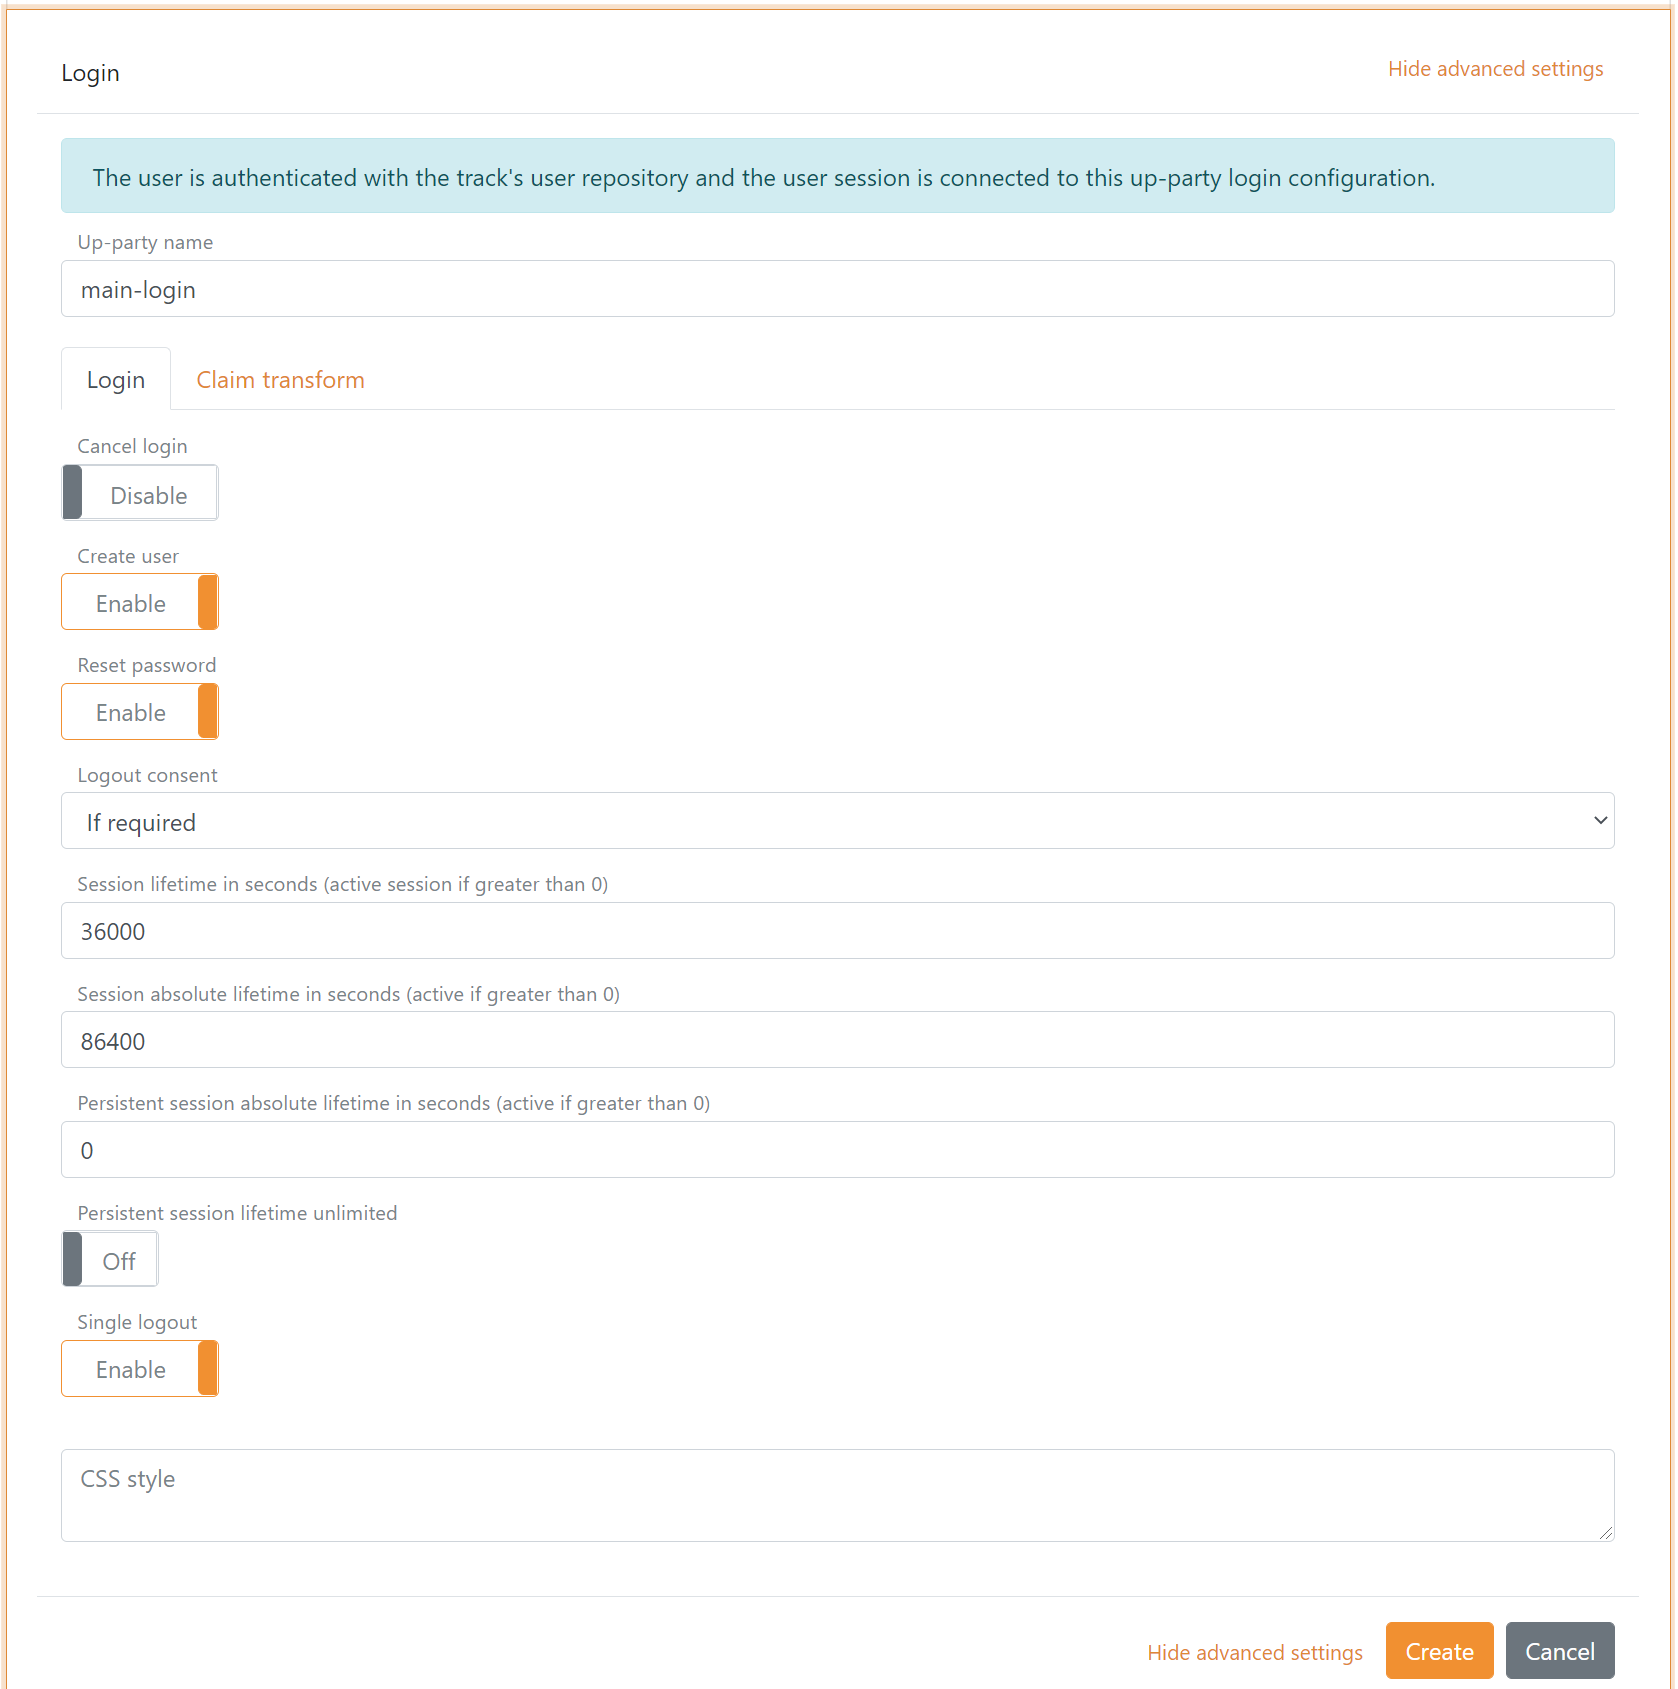 Login
Hide advanced settings
The user is authenticated with the track's user repository and the user session is connected to this up-party login configuration.
Up-party name
main-login
Login
Claim transform
Cancel login
Disable
Create user
Enable
Reset password
Enable
Logout consent
If required
Session lifetime in seconds (active session if greater than 0)
36000
Session absolute lifetime in seconds (active if greater than 0)
86400
Persistent session absolute lifetime in seconds (active if greater than 0)
0
Persistent session lifetime unlimited
Off
Single logout
Enable
CSS style
Hide advanced settings
Create
Cancel